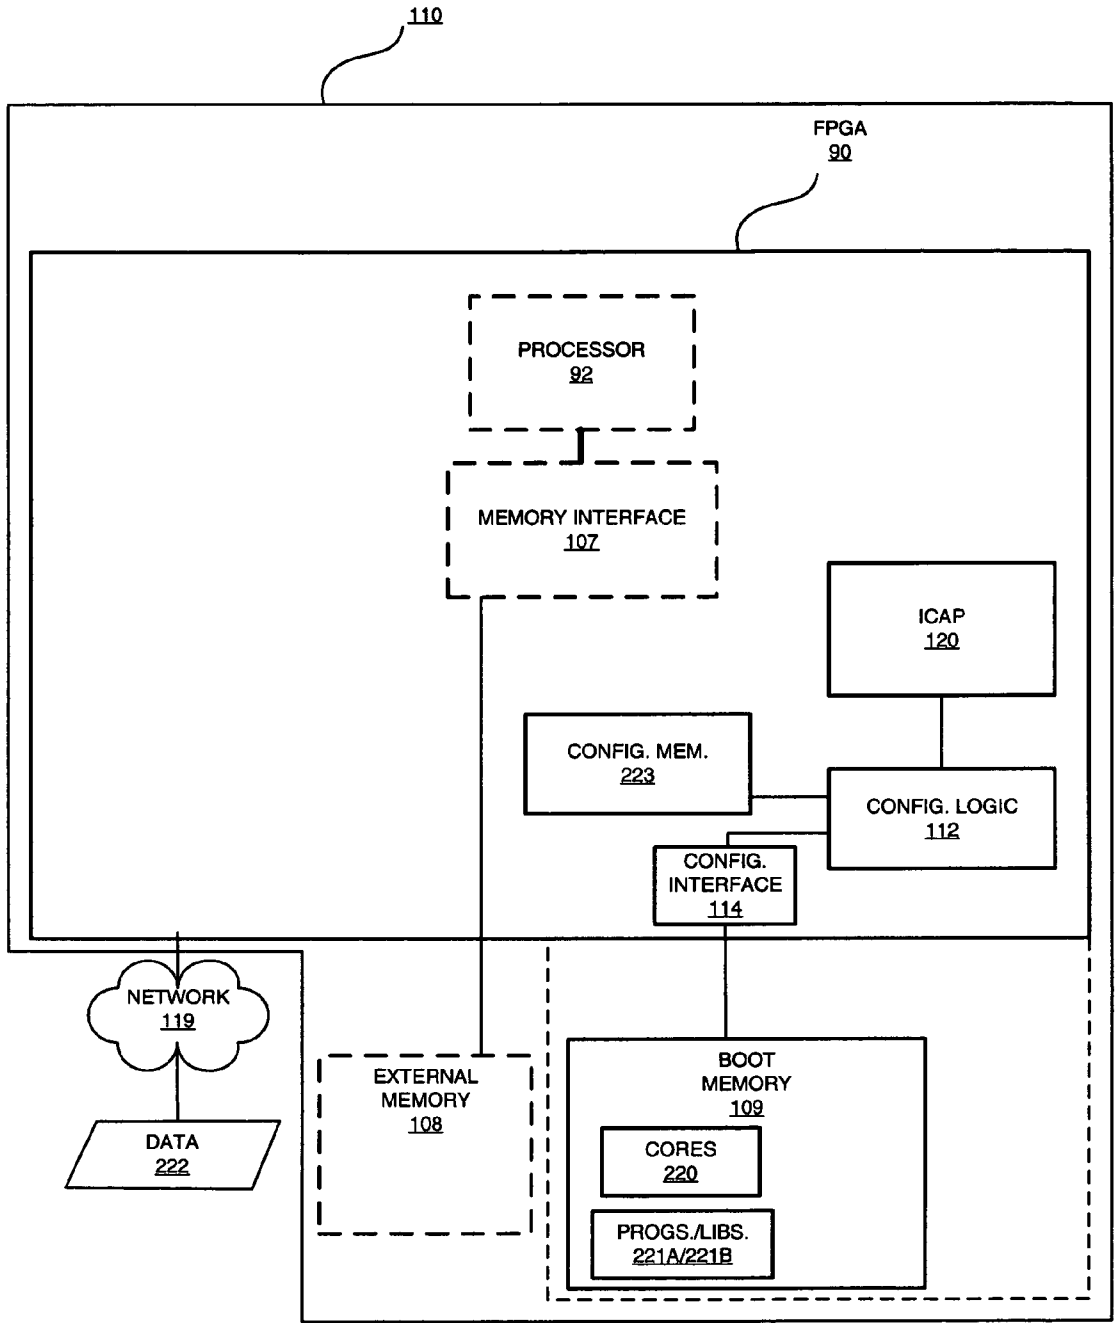 110
FPGA
90
PROCESSOR
92
MEMORY INTERFACE
107
ICAP
120
CONFIG. MEM.
223
CONFIG. LOGIC
112
CONFIG.
INTERFACE
114
NETWORK
119
DATA
222
EXTERNAL
MEMORY
108
BOOT
MEMORY
109
CORES
220
PROGS./LIBS.
221A/221B